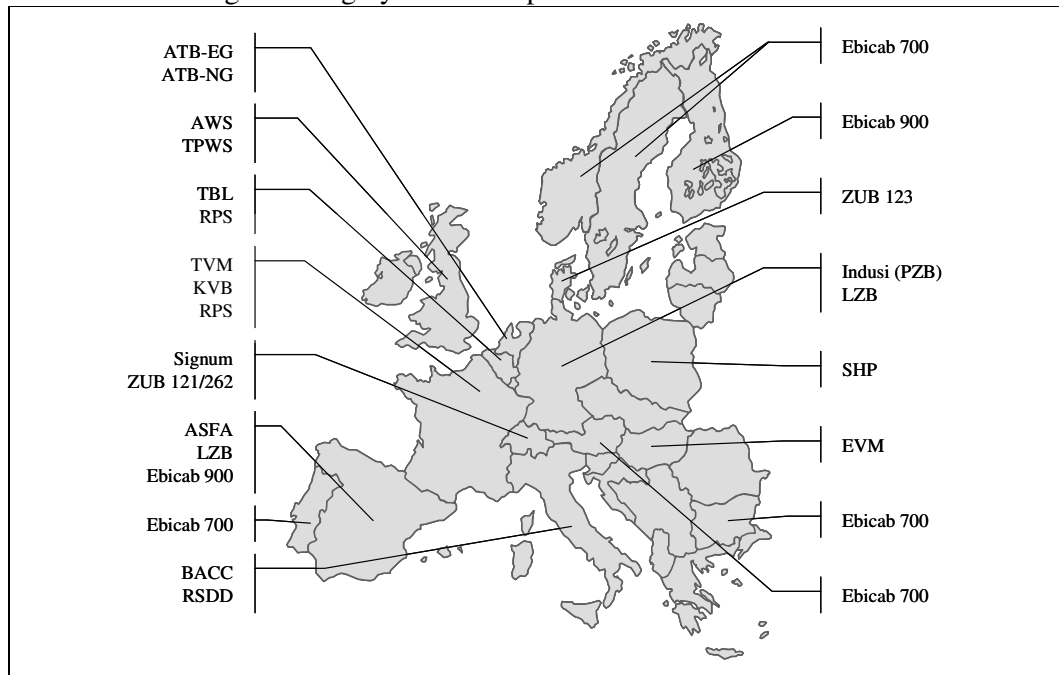 ATB-EG
ATB-NG
AWS
TPWS
TBL
RPS
TVM
KVB
RPS
Signum
ZUB 121/262
ASFA
LZB
Ebicab 900
Ebicab 700
BACC
RSDD
Ebicab 700
Ebicab 900
ZUB 123
Indusi (PZB)
LZB
SHP
EVM
Ebicab 700
Ebicab 700